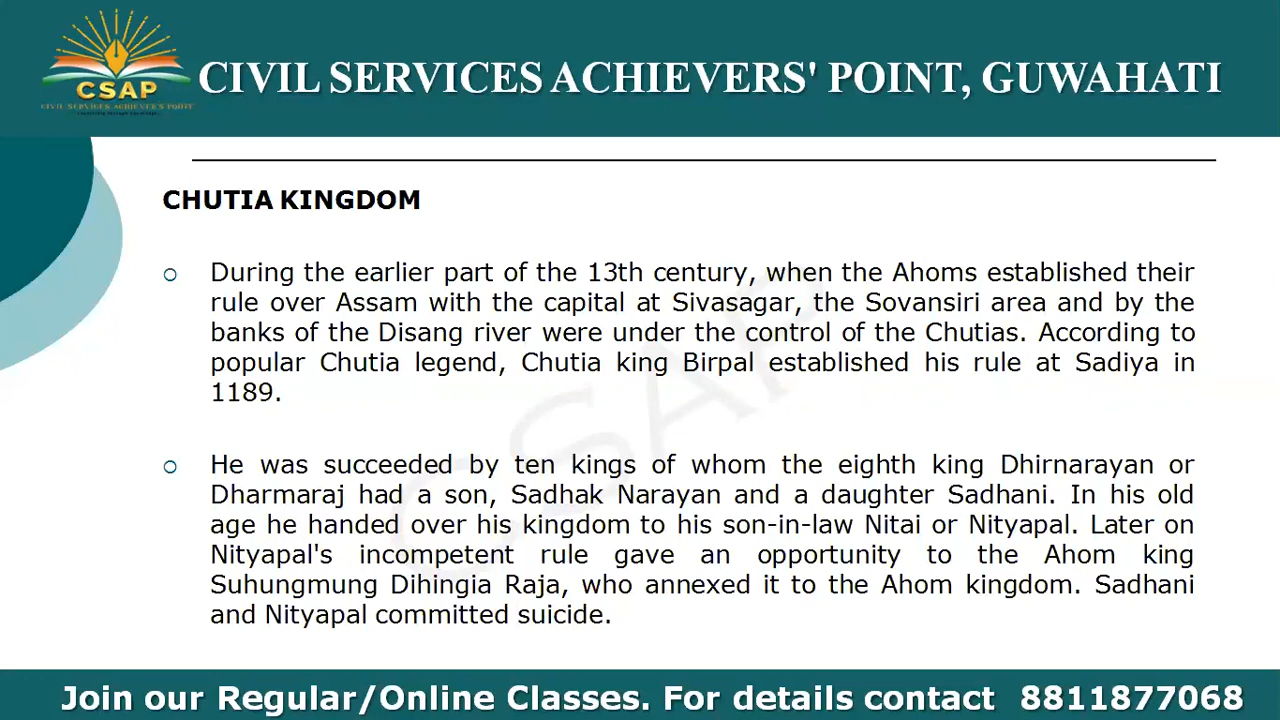 CSAP
CIVIL SERVICES ACHIEVER'S POINT
CIVIL SERVICES ACHIEVERS' POINT, GUWAHATI
CHUTIA KINGDOM
During the earlier part of the 13th century, when the Ahoms established their
rule over Assam with the capital at Sivasagar, the Sovansiri area and by the
banks of the Disang river were under the control of the Chutias. According to
popular Chutia legend, Chutia king Birpal established his rule at Sadiya in
1189.
He was succeeded by ten kings of whom the eighth king Dhirnarayan or
Dharmaraj had a son, Sadhak Narayan and a daughter Sadhani. In his old
age he handed over his kingdom to his son-in-law Nitai or Nityapal. Later on
Nityapal's incompetent rule gave an opportunity to the Ahom king
Suhungmung Dihingia Raja, who annexed it to the Ahom kingdom. Sadhani
and Nityapal committed suicide.
CSAP
Join our Regular/Online Classes. For details contact 8811877068